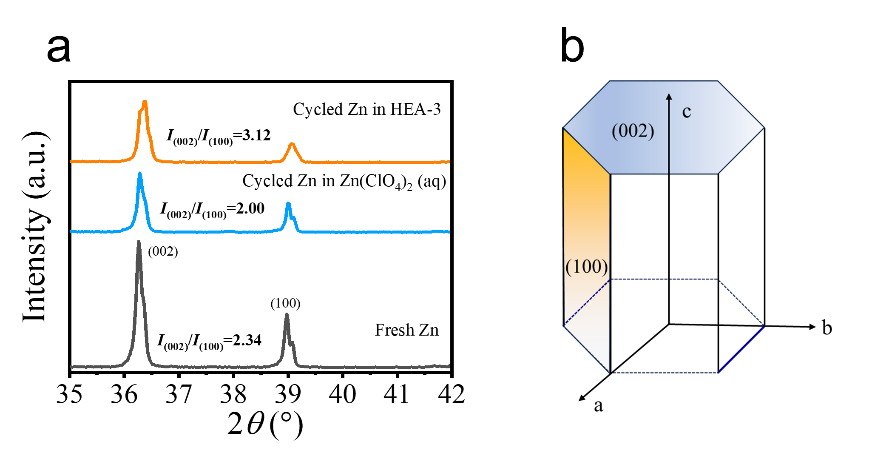 a
Intensity (a.u.)
Cycled Zn in HEA-3
I(002)/I(100)=3.12
Cycled Zn in Zn(ClO4)2 (aq)
I(002)/I(100)=2.00
(002)
(100)
Fresh Zn
I(002)/I(100)=2.34
35 36 37 38 39 40 41 42
2θ (°)
b
c
(002)
(100)
b
a